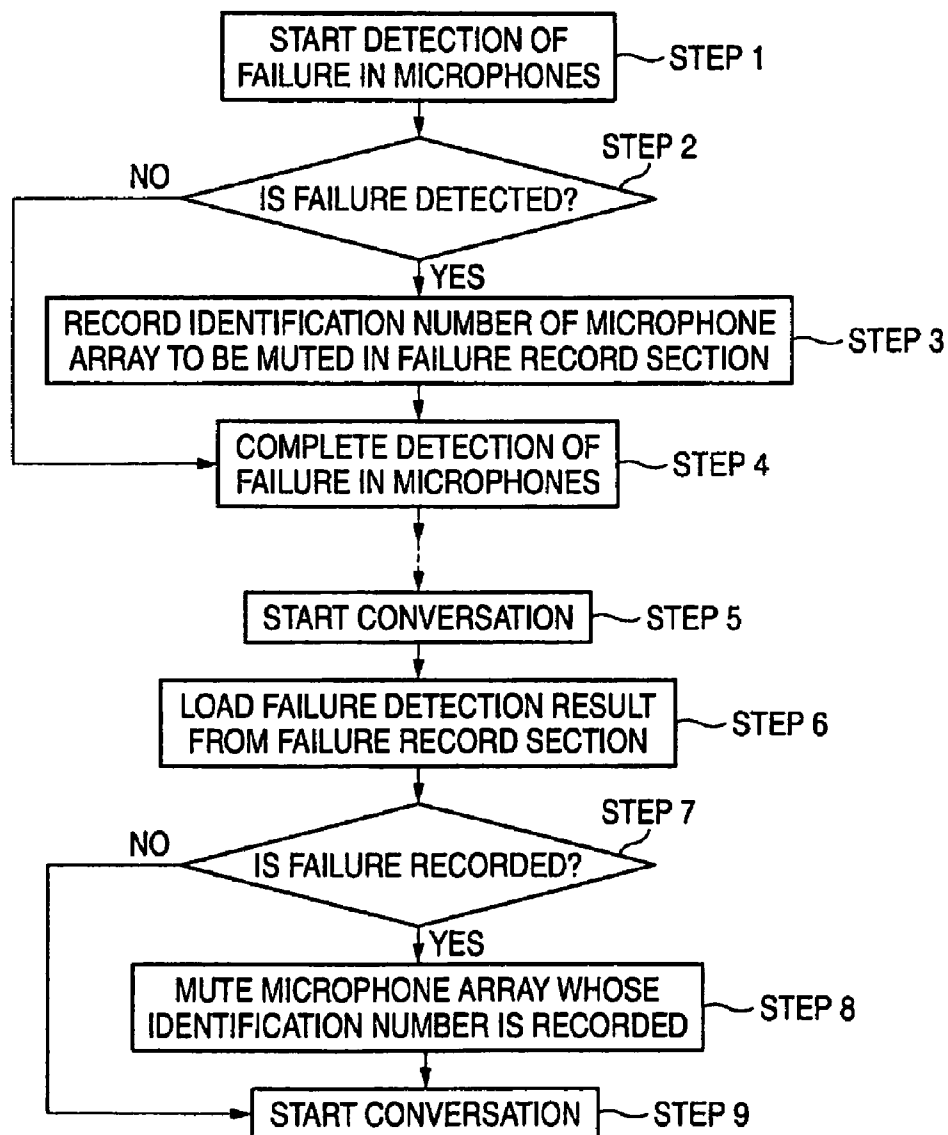 START DETECTION OF
FAILURE IN MICROPHONES
STEP 1
STEP 2
NO
IS FAILURE DETECTED?
YES
RECORD IDENTIFICATION NUMBER OF MICROPHONE
ARRAY TO BE MUTED IN FAILURE RECORD SECTION
STEP 3
COMPLETE DETECTION OF
FAILURE IN MICROPHONES
STEP 4
START CONVERSATION
STEP 5
LOAD FAILURE DETECTION RESULT
FROM FAILURE RECORD SECTION
STEP 6
STEP 7
NO
IS FAILURE RECORDED?
YES
MUTE MICROPHONE ARRAY WHOSE
IDENTIFICATION NUMBER IS RECORDED
STEP 8
START CONVERSATION
STEP 9